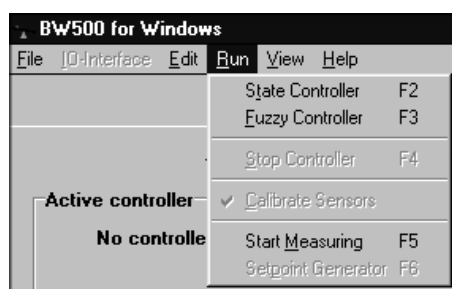 BW500 for Windows
File IO-Interface Edit Run View Help
State Controller F2
Fuzzy Controller F3
Stop Controller F4
Active controller
Calibrate Sensors
No controlle
Start Measuring F5
Setpoint Generator F6